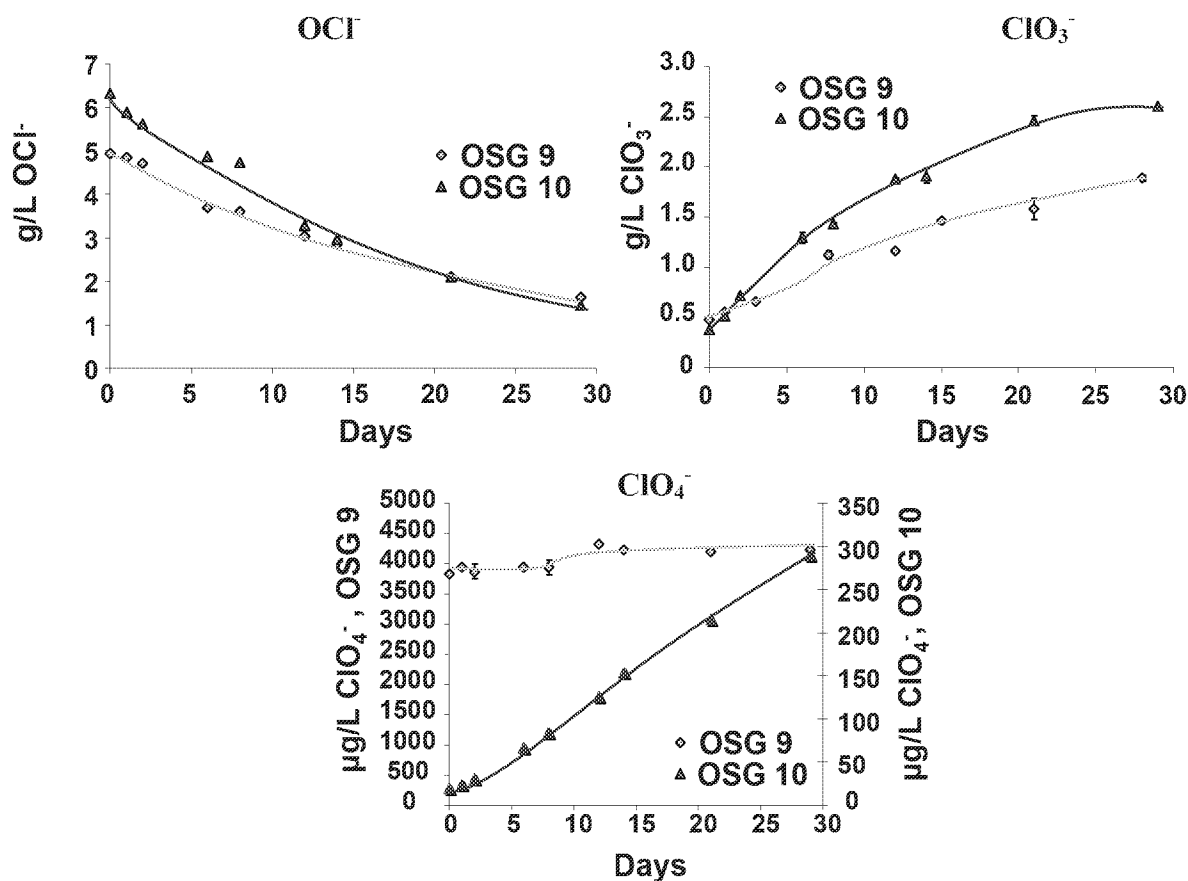 OCl⁻
7
6
5
4
3
2
1
0
g/L OCl⁻
OSG 9
OSG 10
0 5 10 15 20 25 30
Days
ClO₃⁻
3.0
2.5
2.0
1.5
1.0
0.5
0
g/L ClO₃⁻
OSG 9
OSG 10
0 5 10 15 20 25 30
Days
ClO₄⁻
5000
4500
4000
3500
3000
2500
2000
1500
1000
500
0
µg/L ClO₄⁻, OSG 9
350
300
250
200
150
100
50
0
µg/L ClO₄⁻, OSG 10
OSG 9
OSG 10
0 5 10 15 20 25 30
Days